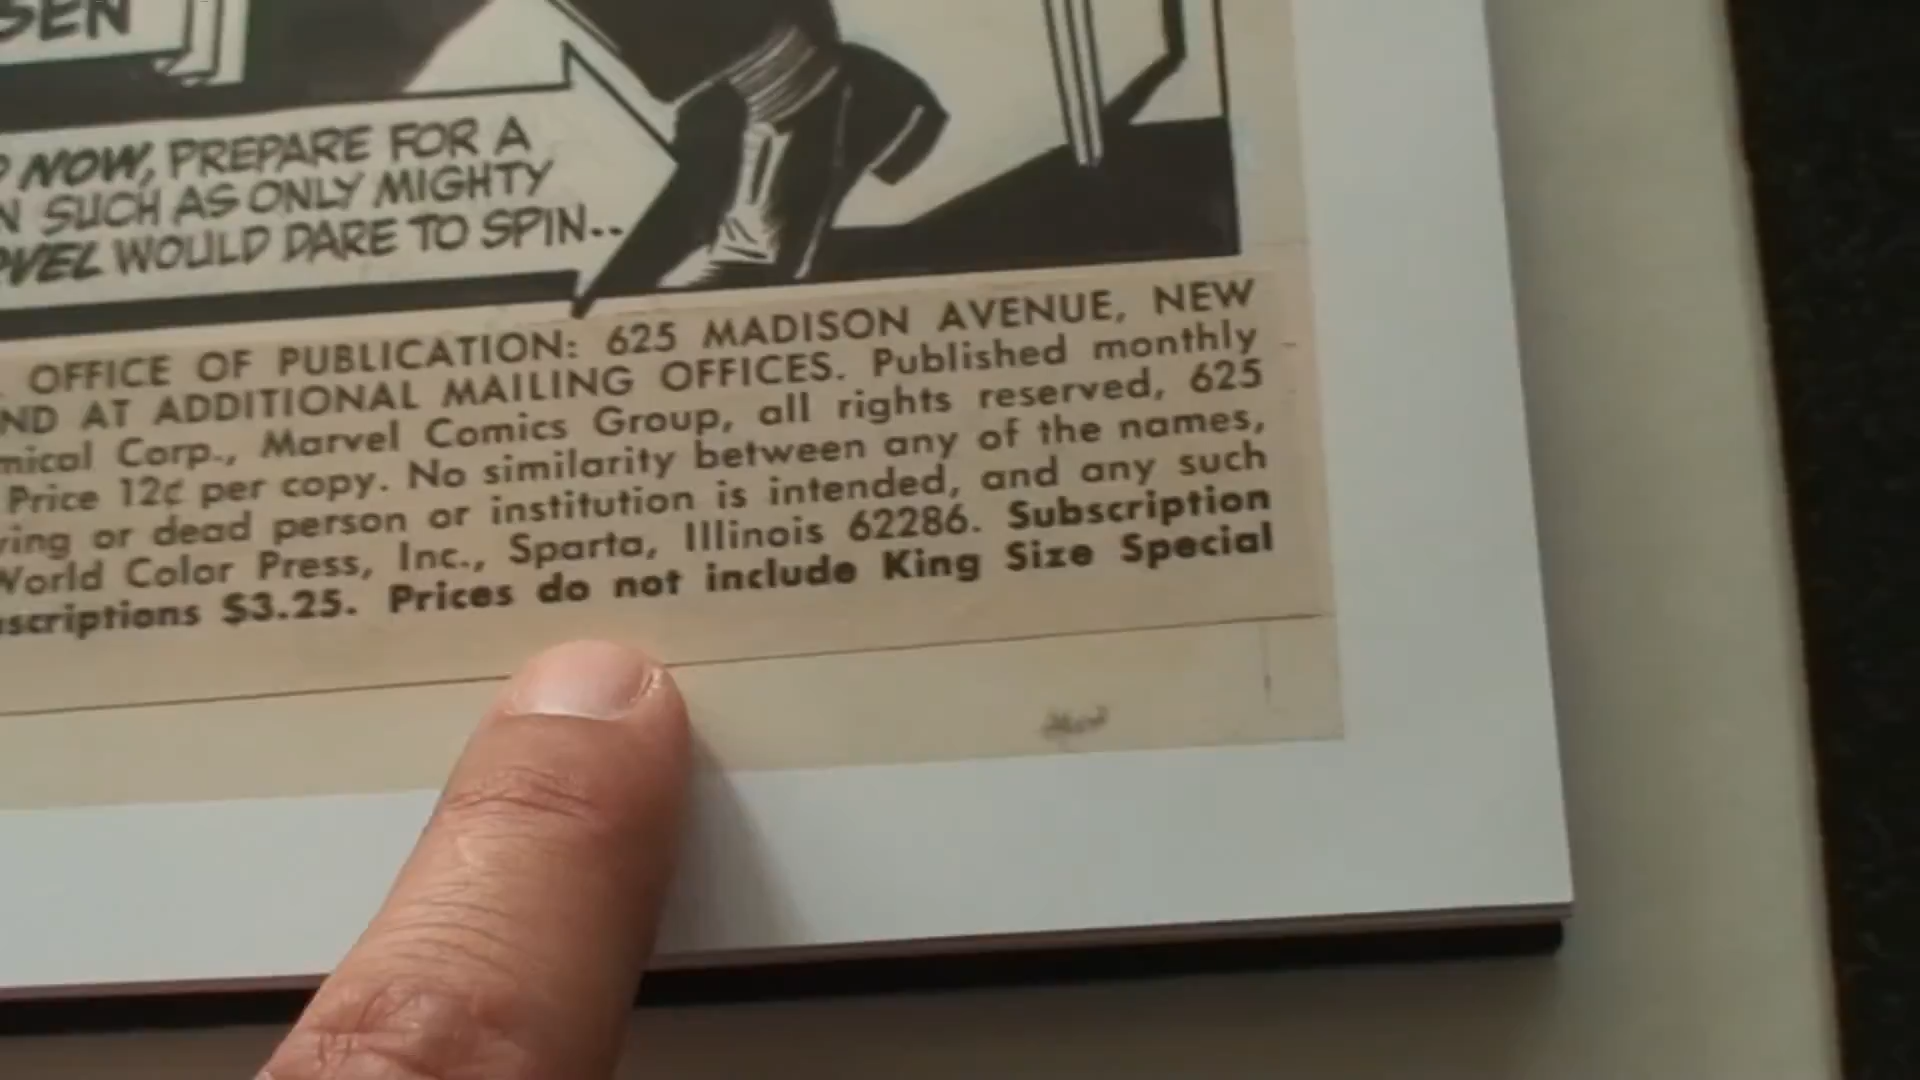 SEN
NOW, PREPARE FOR A
SUCH AS ONLY MIGHTY
WOULD DARE TO SPIN--
OFFICE OF PUBLICATION: 625 MADISON AVENUE, NEW
AT ADDITIONAL MAILING OFFICES. Published monthly
mical Corp., Marvel Comics Group, all rights reserved, 625
Price 12¢ per copy. No similarity between any of the names,
or dead person or institution is intended, and any such
World Color Press, Inc., Sparta, Illinois 62286. Subscription
scriptions $3.25. Prices do not include King Size Special